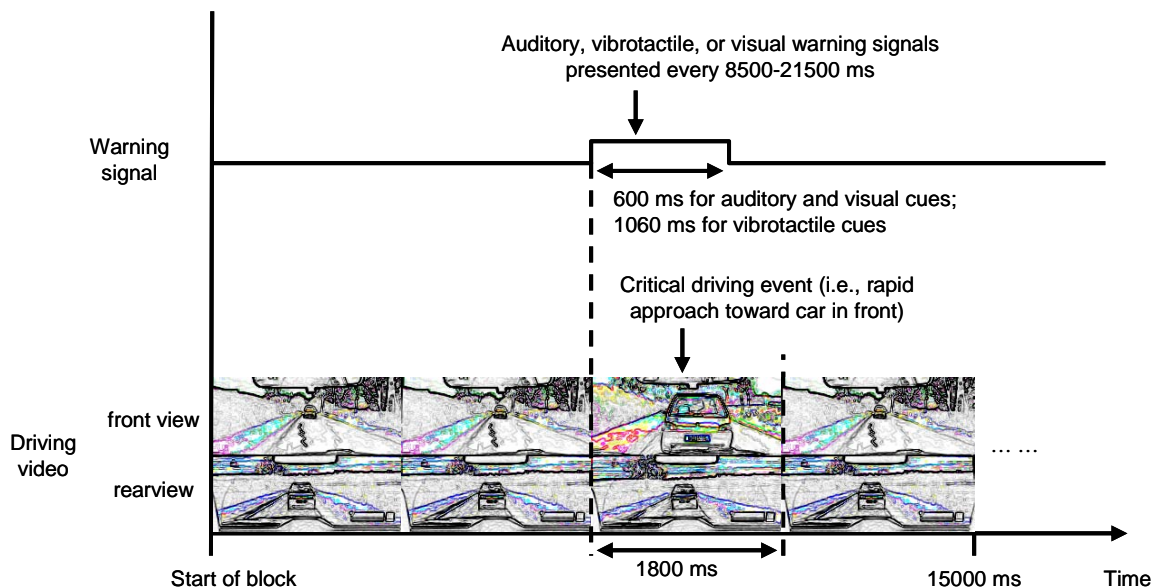 Auditory, vibrotactile, or visual warning signals
presented every 8500-21500 ms
Warning
signal
600 ms for auditory and visual cues;
1060 ms for vibrotactile cues
Critical driving event (i.e., rapid
approach toward car in front)
front view
Driving
video
rearview
... ...
1800 ms
Start of block
15000 ms
Time